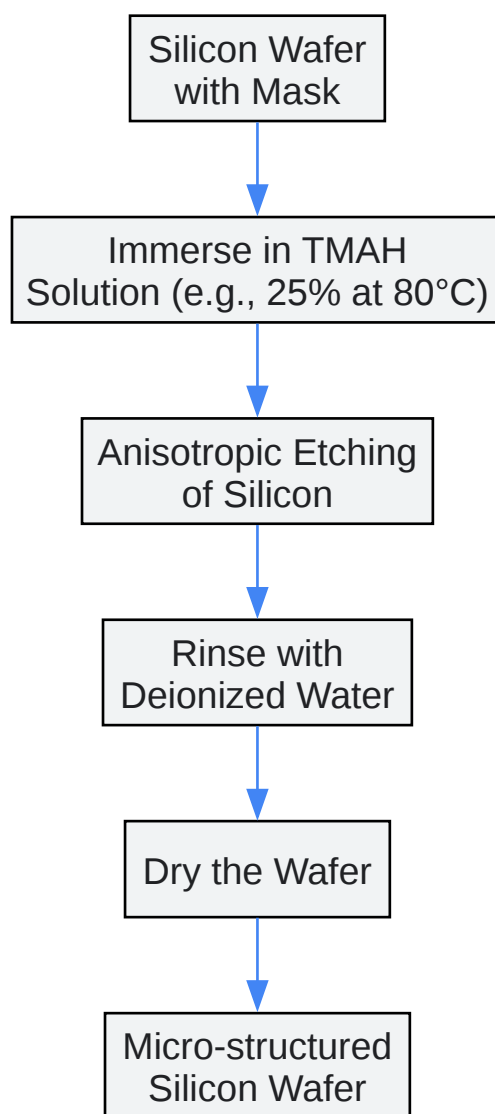 Silicon Wafer
with Mask
Immerse in TMAH
Solution (e.g., 25% at 80°C)
Anisotropic Etching
of Silicon
Rinse with
Deionized Water
Dry the Wafer
Micro-structured
Silicon Wafer